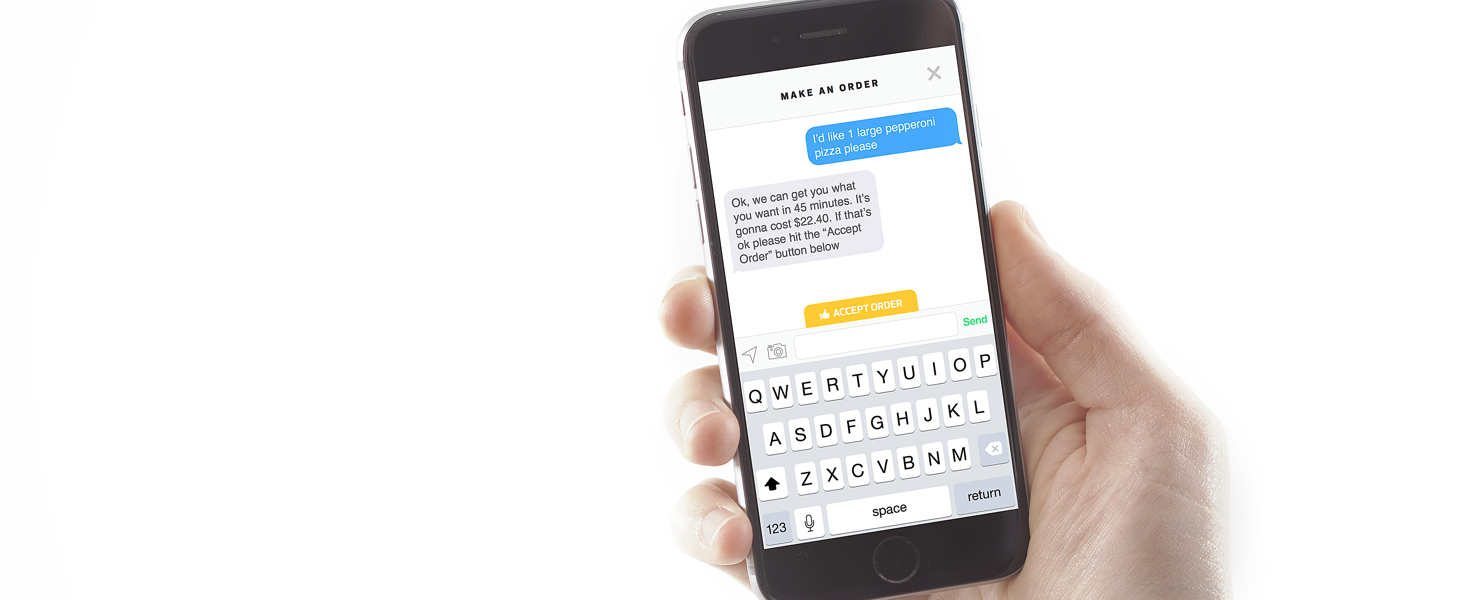 MAKE AN ORDER
I'd like 1 large pepperoni
pizza please
Ok, we can get you what
you want in 45 minutes. It's
gonna cost $22.40. If that's
ok please hit the “Accept
Order” button below
ACCEPT ORDER
Send
Q W E R T Y U I O P
A S D F G H J K L
Z X C V B N M
123 space return